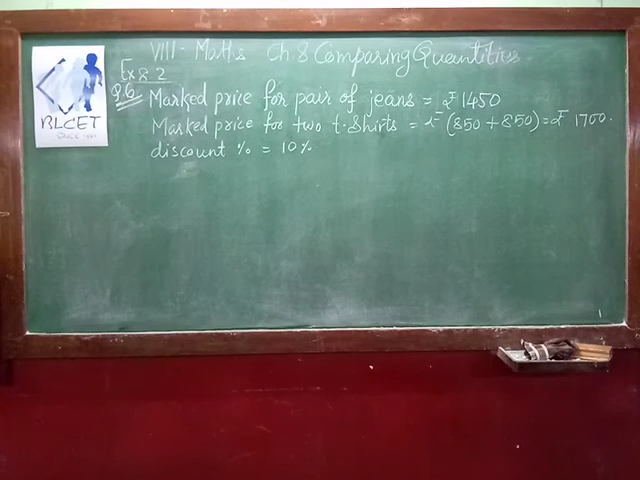 VIII - Maths Ch. 8 Comparing Quantities
Ex 8.2
Q.6 Marked price for pair of jeans = ₹ 1450
Marked price for two t-Shirts = ₹ (850 + 850) = ₹ 1700.
discount % = 10%
BLCET